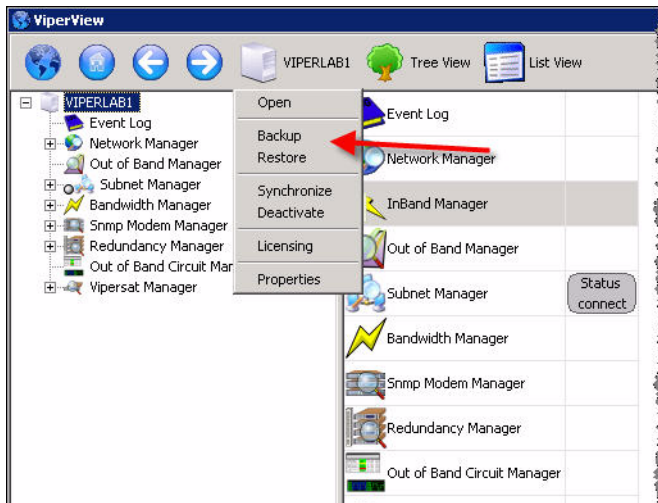 ViperView
VIPERLAB1
Tree View
List View
VIPERLAB1
Event Log
Network Manager
Out of Band Manager
Subnet Manager
Bandwidth Manager
Snmp Modem Manager
Redundancy Manager
Out of Band Circuit Mar
Vipersat Manager
Open
Backup
Restore
Synchronize
Deactivate
Licensing
Properties
Event Log
Network Manager
InBand Manager
Out of Band Manager
Subnet Manager
Status
connect
Bandwidth Manager
Snmp Modem Manager
Redundancy Manager
Out of Band Circuit Manager